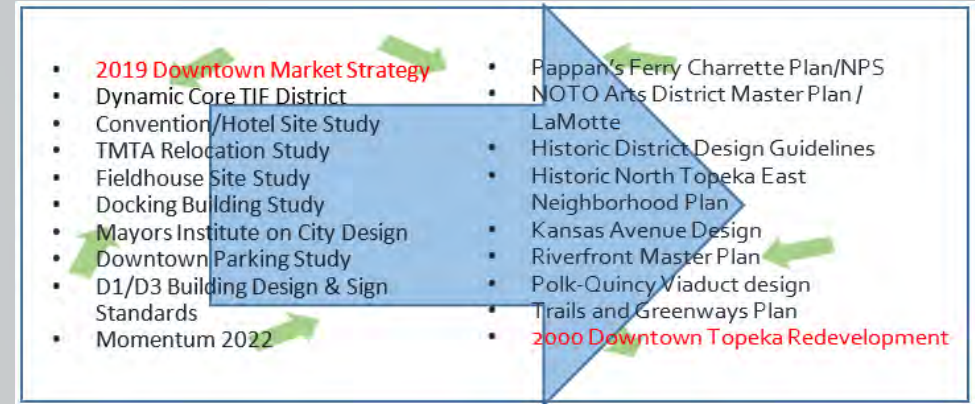 • 2019 Downtown Market Strategy
• Dynamic Core TIF District
• Convention/Hotel Site Study
• TMTA Relocation Study
• Fieldhouse Site Study
• Docking Building Study
• Mayors Institute on City Design
• Downtown Parking Study
• D1/D3 Building Design & Sign
Standards
• Momentum 2022
• Pappan's Ferry Charrette Plan/NPS
• NOTO Arts District Master Plan /
LaMotte
• Historic District Design Guidelines
• Historic North Topeka East
Neighborhood Plan
• Kansas Avenue Design
• Riverfront Master Plan
• Polk-Quincy Viaduct design
• Trails and Greenways Plan
• 2000 Downtown Topeka Redevelopment